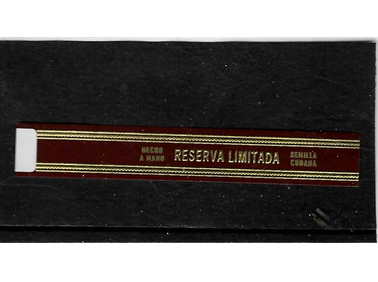 HECHO
A MANO
RESERVA LIMITADA
SEMILLA
CUBANA